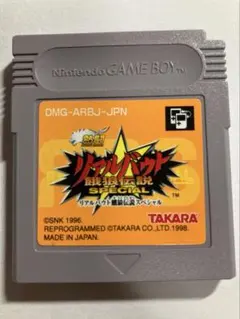 Nintendo GAME BOY TM
DMG-ARBJ-JPN
リアルバウト
餓狼伝説
SPECIAL
TM
リアルバウト餓狼伝説スペシャル
©SNK 1996.
REPROGRAMMED ©TAKARA CO.,LTD.1998.
MADE IN JAPAN.
TAKARA